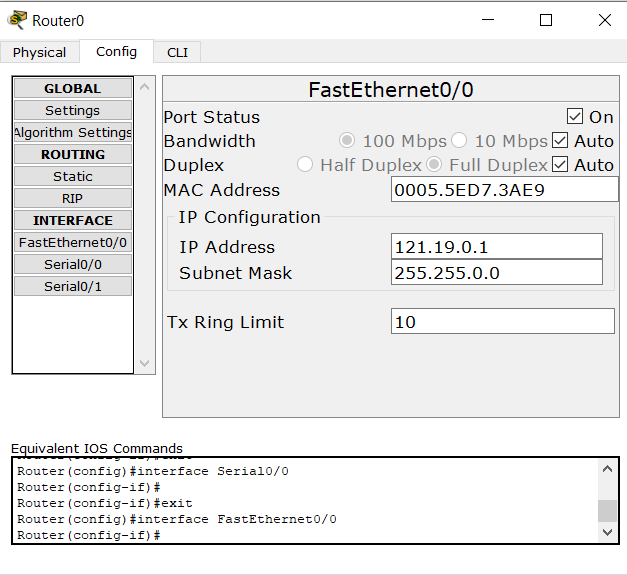 Router0
Physical Config CLI
GLOBAL
Settings
Algorithm Settings
ROUTING
Static
RIP
INTERFACE
FastEthernet0/0
Serial0/0
Serial0/1
FastEthernet0/0
Port Status On
Bandwidth 100 Mbps 10 Mbps Auto
Duplex Half Duplex Full Duplex Auto
MAC Address 0005.5ED7.3AE9
IP Configuration
IP Address 121.19.0.1
Subnet Mask 255.255.0.0
Tx Ring Limit 10
Equivalent IOS Commands
Router(config)#interface Serial0/0
Router(config-if)#
Router(config-if)#exit
Router(config)#interface FastEthernet0/0
Router(config-if)#